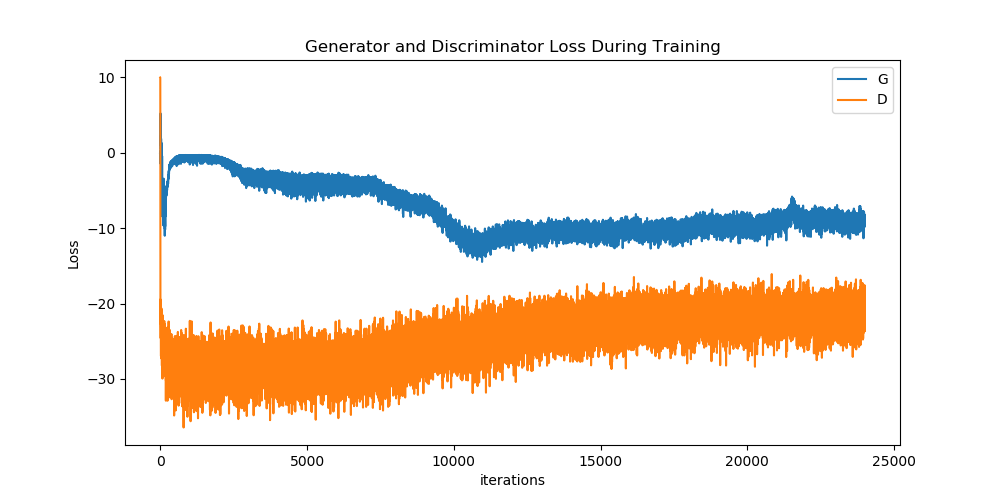 Generator and Discriminator Loss During Training
G
D
10
0
−10
−20
−30
Loss
0
5000
10000
15000
20000
25000
iterations